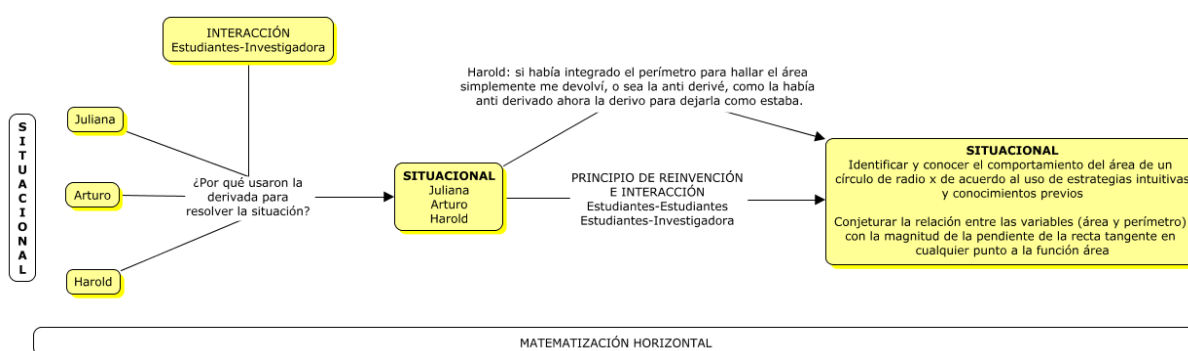 INTERACCIÓN
Estudiantes-Investigadora
Harold: si había integrado el perímetro para hallar el área
simplemente me devolví, o sea la anti derivé, como la había
anti derivado ahora la derivo para dejarla como estaba.
SITUACIONAL
Juliana
Arturo
Harold
¿Por qué usaron la
derivada para
resolver la situación?
SITUACIONAL
Juliana
Arturo
Harold
PRINCIPIO DE REINVENCIÓN
E INTERACCIÓN
Estudiantes-Estudiantes
Estudiantes-Investigadora
SITUACIONAL
Identificar y conocer el comportamiento del área de un
círculo de radio x de acuerdo al uso de estrategias intuitivas
y conocimientos previos
Conjeturar la relación entre las variables (área y perímetro)
con la magnitud de la pendiente de la recta tangente en
cualquier punto a la función área
MATEMATIZACIÓN HORIZONTAL